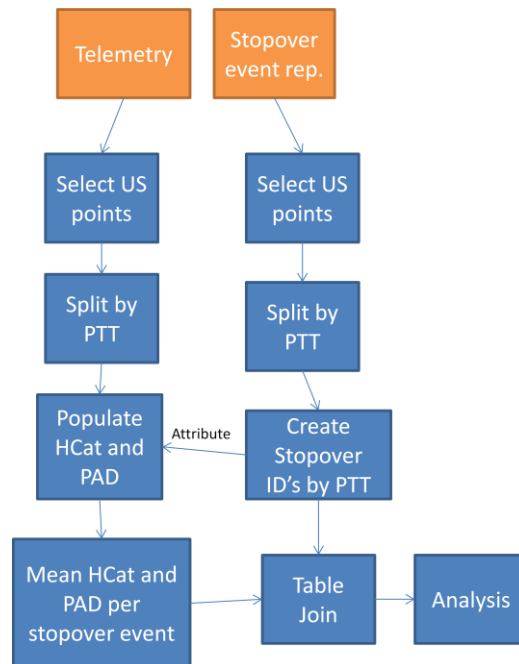 Telemetry
Stopover
event rep.
Select US
points
Select US
points
Split by
PTT
Split by
PTT
Populate
HCat and
PAD
Attribute
Create
Stopover
ID's by PTT
Mean HCat and
PAD per
stopover event
Table
Join
Analysis